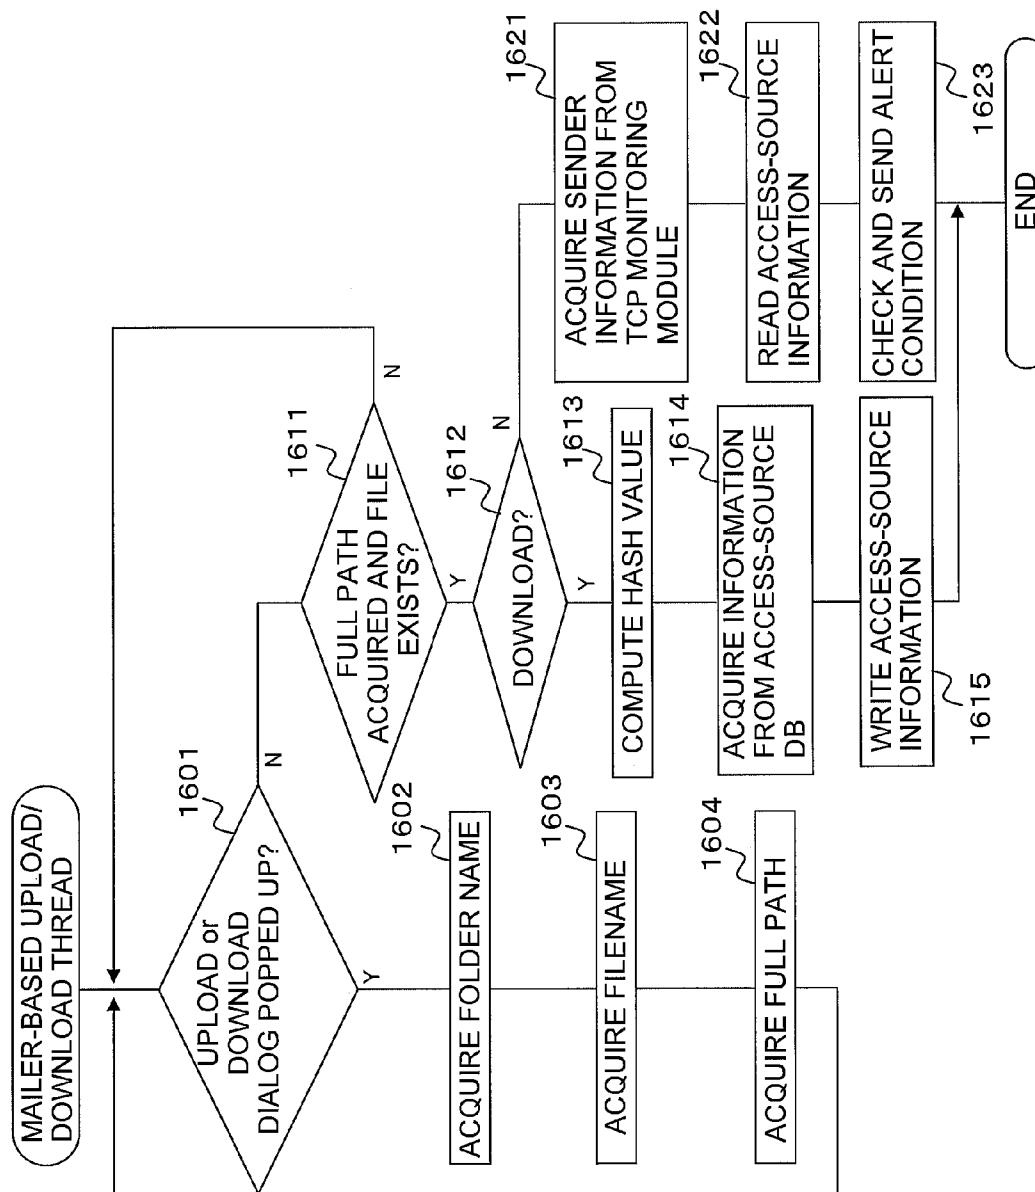 MAILER-BASED UPLOAD/
DOWNLOAD THREAD
1601
UPLOAD or
DOWNLOAD
DIALOG POPPED UP?
N
Y
1602
ACQUIRE FOLDER NAME
1603
ACQUIRE FILENAME
1604
ACQUIRE FULL PATH
1611
FULL PATH
ACQUIRED AND FILE
EXISTS?
N
Y
1612
DOWNLOAD?
N
Y
1613
COMPUTE HASH VALUE
1614
ACQUIRE INFORMATION
FROM ACCESS-SOURCE
DB
WRITE ACCESS-SOURCE
INFORMATION
1615
1621
ACQUIRE SENDER
INFORMATION FROM
TCP MONITORING
MODULE
1622
READ ACCESS-SOURCE
INFORMATION
CHECK AND SEND ALERT
CONDITION
1623
END